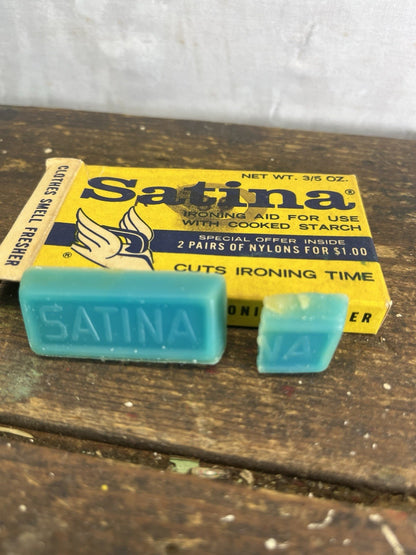 NET WT. 3/5 OZ.
Satina®
IRONING AID FOR USE
WITH COOKED STARCH
SPECIAL OFFER INSIDE
2 PAIRS OF NYLONS FOR $1.00
®
CUTS IRONING TIME
CLOTHES SMELL FRESHER
SATINA
NA